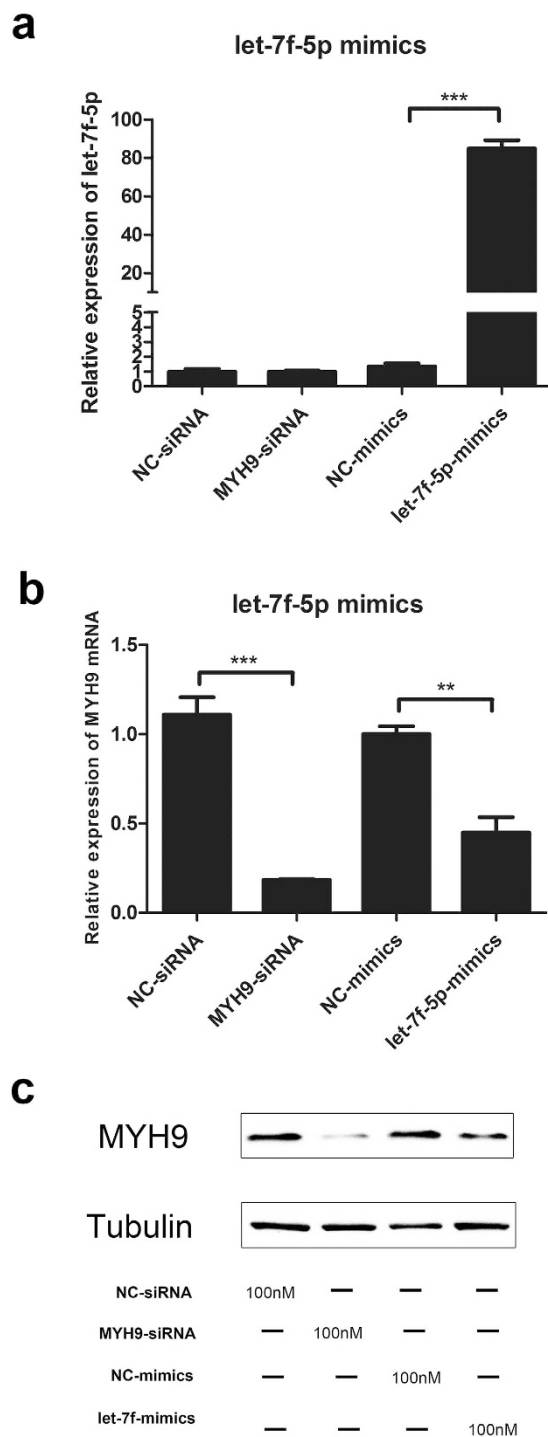 a
let-7f-5p mimics
***
Relative expression of let-7f-5p
100
80
60
40
20
5
4
3
2
1
0
NC-siRNA
MYH9-siRNA
NC-mimics
let-7f-5p-mimics
b
let-7f-5p mimics
Relative expression of MYH9 mRNA
1.5
1.0
0.5
0.0
***
**
NC-siRNA
MYH9-siRNA
NC-mimics
let-7f-5p-mimics
c
MYH9
Tubulin
NC-siRNA 100nM — — —
MYH9-siRNA — 100nM — —
NC-mimics — — 100nM —
let-7f-mimics — — — 100nM